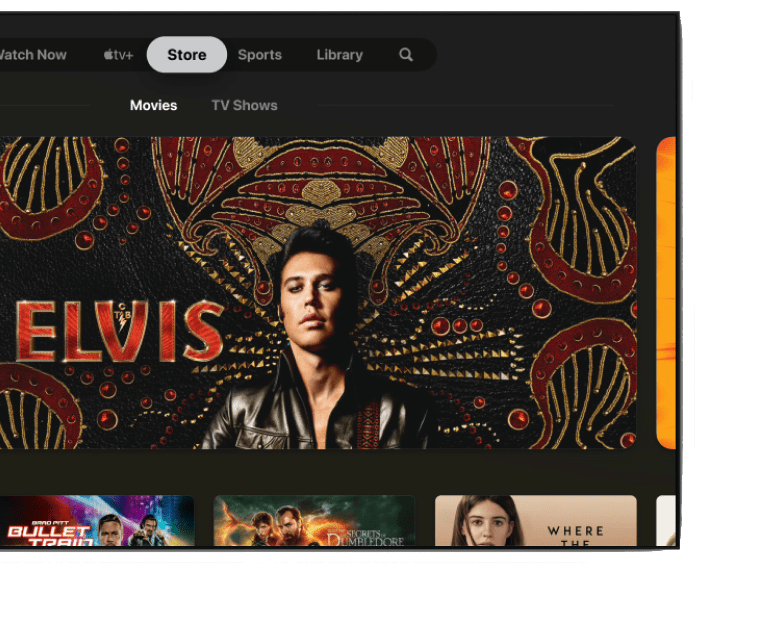 Watch Now tv+ Store Sports Library
Movies TV Shows
ELVIS
TCB
BRAD PITT
BULLET
TRAIN
SECRETS OF
DUMBLEDORE
WHERE
THE